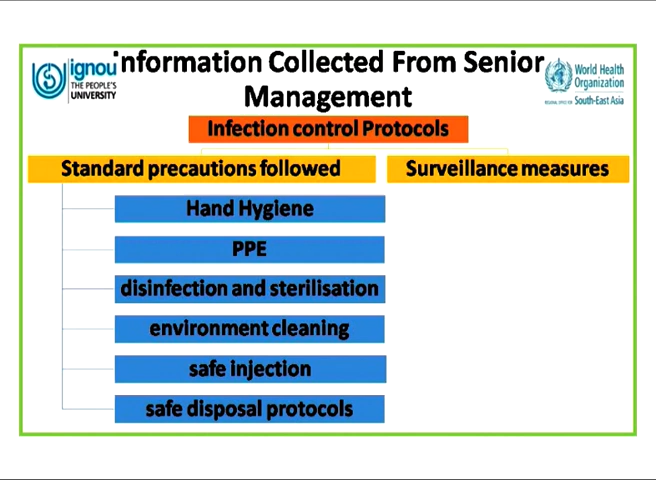 ignou
THE PEOPLE'S
UNIVERSITY
Information Collected From Senior
Management
World Health
Organization
South-East Asia
Infection control Protocols
Standard precautions followed
Surveillance measures
Hand Hygiene
PPE
disinfection and sterilisation
environment cleaning
safe injection
safe disposal protocols